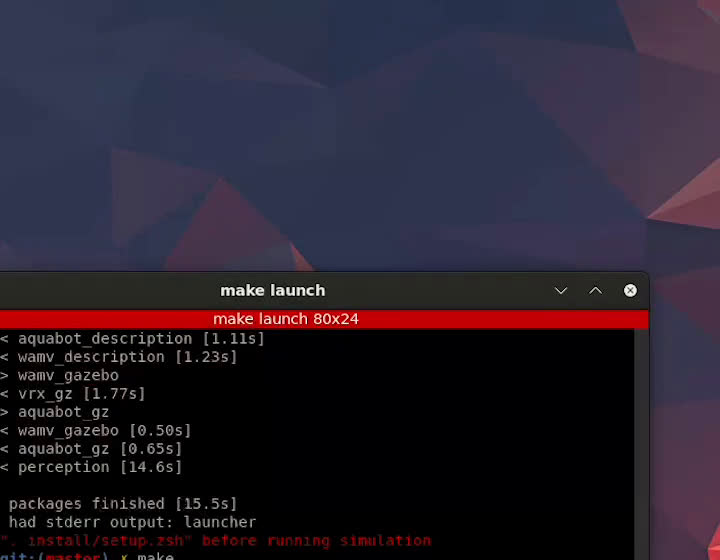 make launch
make launch 80x24
< aquabot_description [1.11s]
< wamv_description [1.23s]
> wamv_gazebo
< vrx_gz [1.77s]
> aquabot_gz
< wamv_gazebo [0.50s]
< aquabot_gz [0.65s]
< perception [14.6s]
packages finished [15.5s]
had stderr output: launcher
". install/setup.zsh" before running simulation
git:(master) ✗ make